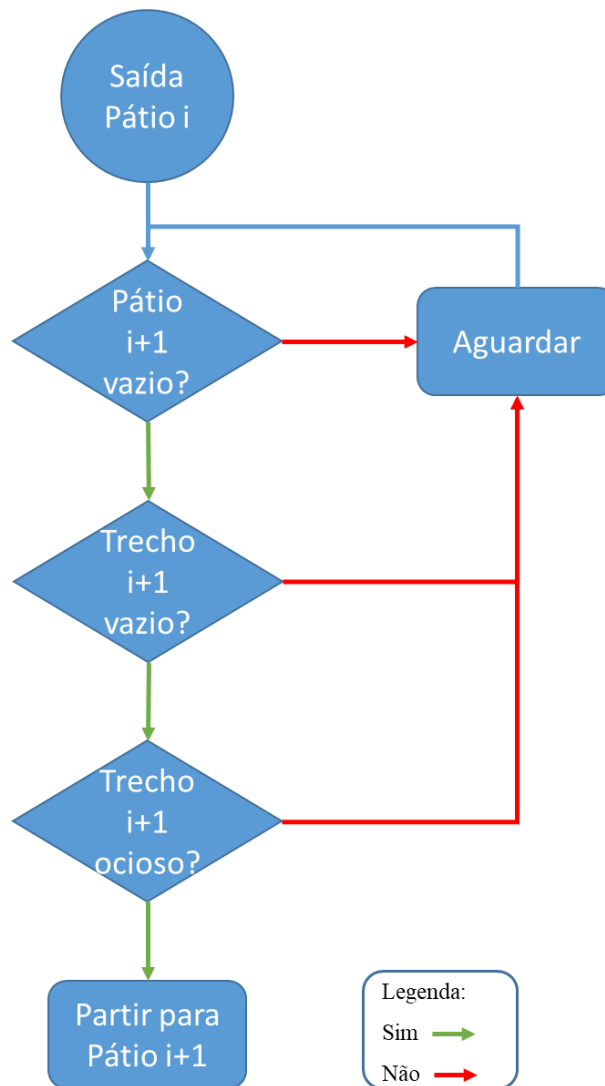 Saída
Pátio i
Pátio
i+1
vazio?
Aguardar
Trecho
i+1
vazio?
Trecho
i+1
ocioso?
Partir para
Pátio i+1
Legenda:
Sim
Não